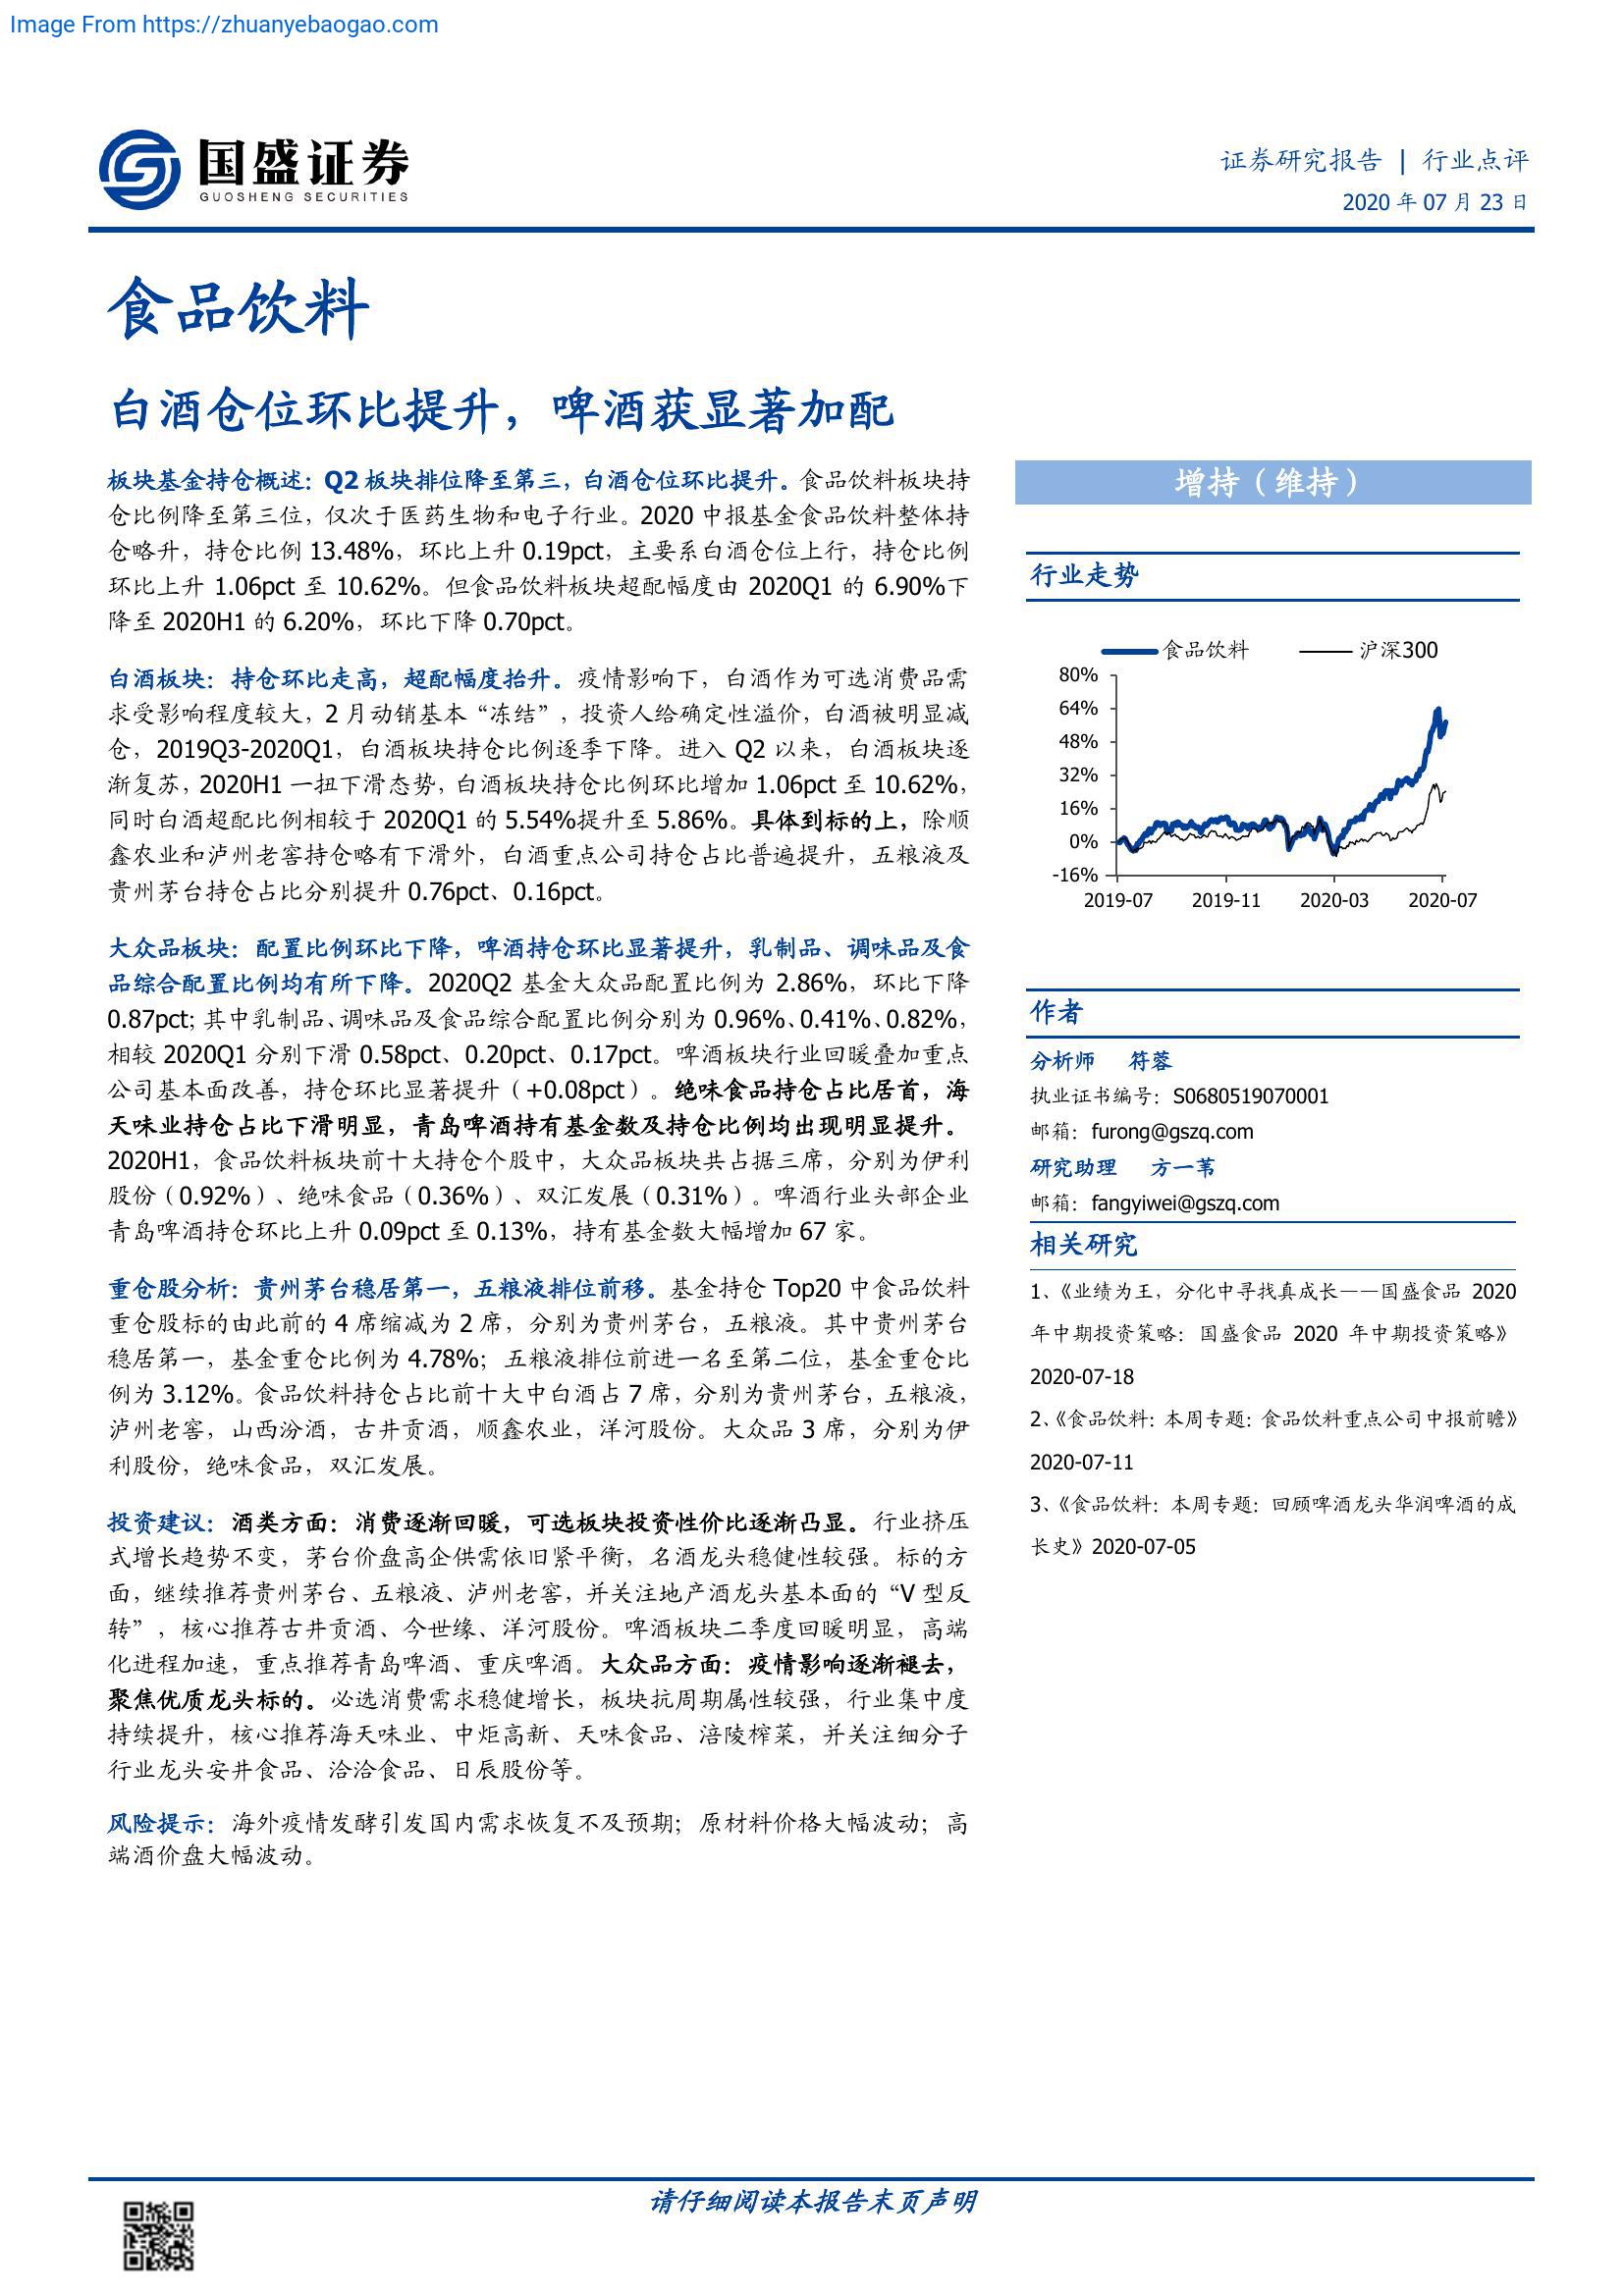 Image From https://zhuanyebaogao.com
国盛证券
GUOSHENG SECURITIES
证券研究报告 | 行业点评
2020 年 07 月 23 日
食品饮料
白酒仓位环比提升，啤酒获显著加配
板块基金持仓概述：Q2 板块排位降至第三，白酒仓位环比提升。食品饮料板块持
仓比例降至第三位，仅次于医药生物和电子行业。2020 中报基金食品饮料整体持
仓略升，持仓比例 13.48%，环比上升 0.19pct，主要系白酒仓位上行，持仓比例
环比上升 1.06pct 至 10.62%。但食品饮料板块超配幅度由 2020Q1 的 6.90%下
降至 2020H1 的 6.20%，环比下降 0.70pct。
白酒板块：持仓环比走高，超配幅度抬升。疫情影响下，白酒作为可选消费品需
求受影响程度较大，2 月动销基本“冻结”，投资人给确定性溢价，白酒被明显减
仓，2019Q3-2020Q1，白酒板块持仓比例逐季下降。进入 Q2 以来，白酒板块逐
渐复苏，2020H1 一扭下滑态势，白酒板块持仓比例环比增加 1.06pct 至 10.62%，
同时白酒超配比例相较于 2020Q1 的 5.54%提升至 5.86%。具体到标的上，除顺
鑫农业和泸州老窖持仓略有下滑外，白酒重点公司持仓占比普遍提升，五粮液及
贵州茅台持仓占比分别提升 0.76pct、0.16pct。
大众品板块：配置比例环比下降，啤酒持仓环比显著提升，乳制品、调味品及食
品综合配置比例均有所下降。2020Q2 基金大众品配置比例为 2.86%，环比下降
0.87pct；其中乳制品、调味品及食品综合配置比例分别为 0.96%、0.41%、0.82%，
相较 2020Q1 分别下滑 0.58pct、0.20pct、0.17pct。啤酒板块行业回暖叠加重点
公司基本面改善，持仓环比显著提升（+0.08pct）。绝味食品持仓占比居首，海
天味业持仓占比下滑明显，青岛啤酒持有基金数及持仓比例均出现明显提升。
2020H1，食品饮料板块前十大持仓个股中，大众品板块共占据三席，分别为伊利
股份（0.92%）、绝味食品（0.36%）、双汇发展（0.31%）。啤酒行业头部企业
青岛啤酒持仓环比上升 0.09pct 至 0.13%，持有基金数大幅增加 67 家。
重仓股分析：贵州茅台稳居第一，五粮液排位前移。基金持仓 Top20 中食品饮料
重仓股标的由此前的 4 席缩减为 2 席，分别为贵州茅台，五粮液。其中贵州茅台
稳居第一，基金重仓比例为 4.78%；五粮液排位前进一名至第二位，基金重仓比
例为 3.12%。食品饮料持仓占比前十大中白酒占 7 席，分别为贵州茅台，五粮液，
泸州老窖，山西汾酒，古井贡酒，顺鑫农业，洋河股份。大众品 3 席，分别为伊
利股份，绝味食品，双汇发展。
投资建议：酒类方面：消费逐渐回暖，可选板块投资性价比逐渐凸显。行业挤压
式增长趋势不变，茅台价盘高企供需依旧紧平衡，名酒龙头稳健性较强。标的方
面，继续推荐贵州茅台、五粮液、泸州老窖，并关注地产酒龙头基本面的“V 型反
转”，核心推荐古井贡酒、今世缘、洋河股份。啤酒板块二季度回暖明显，高端
化进程加速，重点推荐青岛啤酒、重庆啤酒。大众品方面：疫情影响逐渐褪去，
聚焦优质龙头标的。必选消费需求稳健增长，板块抗周期属性较强，行业集中度
持续提升，核心推荐海天味业、中炬高新、天味食品、涪陵榨菜，并关注细分子
行业龙头安井食品、洽洽食品、日辰股份等。
风险提示：海外疫情发酵引发国内需求恢复不及预期；原材料价格大幅波动；高
端酒价盘大幅波动。
增持（维持）
行业走势
食品饮料 沪深300
80%
64%
48%
32%
16%
0%
-16%
2019-07 2019-11 2020-03 2020-07
作者
分析师 符蓉
执业证书编号：S0680519070001
邮箱：furong@gszq.com
研究助理 方一苇
邮箱：fangyiwei@gszq.com
相关研究
1、《业绩为王，分化中寻找真成长——国盛食品 2020
年中期投资策略：国盛食品 2020 年中期投资策略》
2020-07-18
2、《食品饮料：本周专题：食品饮料重点公司中报前瞻》
2020-07-11
3、《食品饮料：本周专题：回顾啤酒龙头华润啤酒的成
长史》2020-07-05
请仔细阅读本报告末页声明